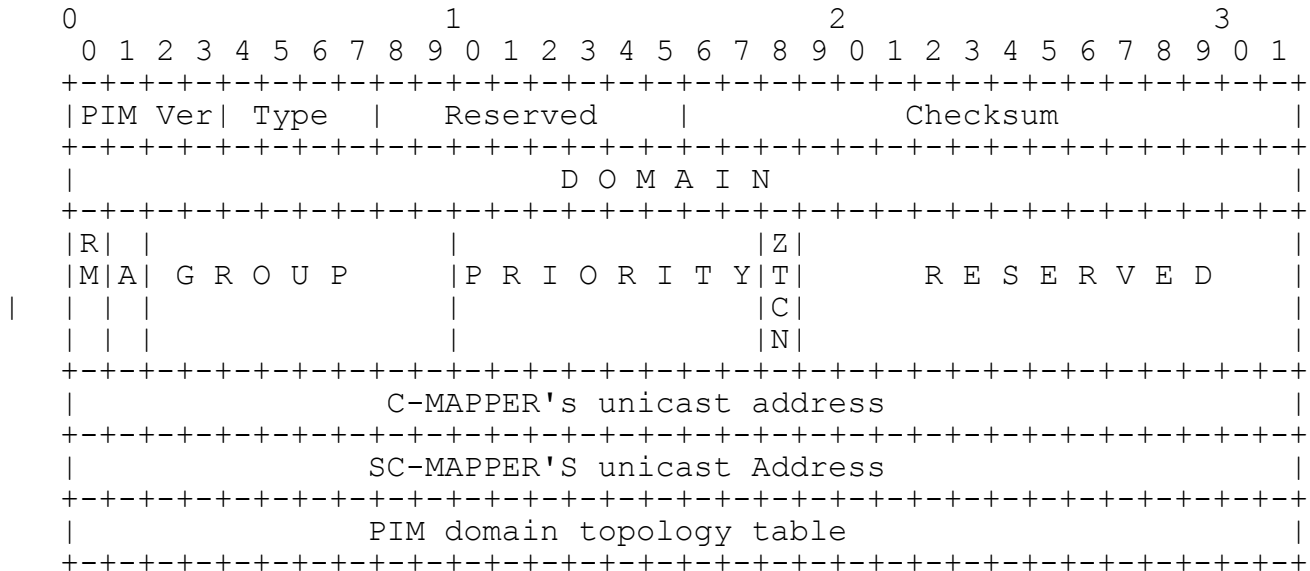 0                   1                   2                   3
 0 1 2 3 4 5 6 7 8 9 0 1 2 3 4 5 6 7 8 9 0 1 2 3 4 5 6 7 8 9 0 1
+-+-+-+-+-+-+-+-+-+-+-+-+-+-+-+-+-+-+-+-+-+-+-+-+-+-+-+-+-+-+-+-+
|PIM Ver| Type  |   Reserved    |           Checksum            |
+-+-+-+-+-+-+-+-+-+-+-+-+-+-+-+-+-+-+-+-+-+-+-+-+-+-+-+-+-+-+-+-+
|                         D O M A I N                           |
+-+-+-+-+-+-+-+-+-+-+-+-+-+-+-+-+-+-+-+-+-+-+-+-+-+-+-+-+-+-+-+-+
|R| |               |               |Z|                         |
|M|A| G R O U P     |P R I O R I T Y|T|      R E S E R V E D    |
|  | | |               |               |C|                         |
| | |               |               |N|                         |
+-+-+-+-+-+-+-+-+-+-+-+-+-+-+-+-+-+-+-+-+-+-+-+-+-+-+-+-+-+-+-+-+
|                C-MAPPER's unicast address                     |
+-+-+-+-+-+-+-+-+-+-+-+-+-+-+-+-+-+-+-+-+-+-+-+-+-+-+-+-+-+-+-+-+
|               SC-MAPPER'S unicast Address                     |
+-+-+-+-+-+-+-+-+-+-+-+-+-+-+-+-+-+-+-+-+-+-+-+-+-+-+-+-+-+-+-+-+
|               PIM domain topology table                       |
+-+-+-+-+-+-+-+-+-+-+-+-+-+-+-+-+-+-+-+-+-+-+-+-+-+-+-+-+-+-+-+-+